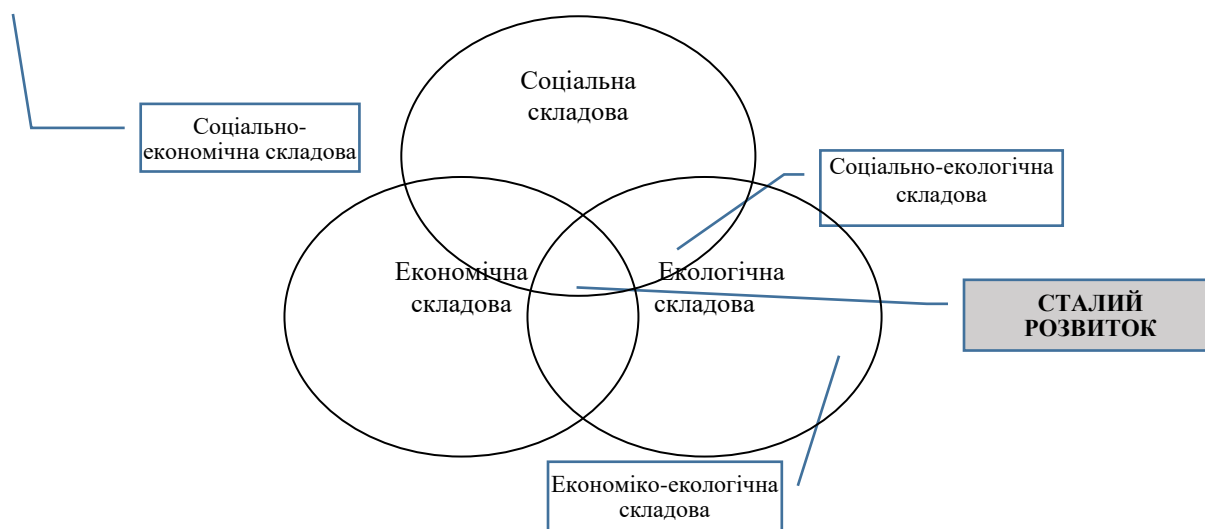 Соціальна
складова
Соціально-
економічна складова
Соціально-екологічна
складова
Економічна
складова
Екологічна
складова
СТАЛИЙ
РОЗВИТОК
Економіко-екологічна
складова